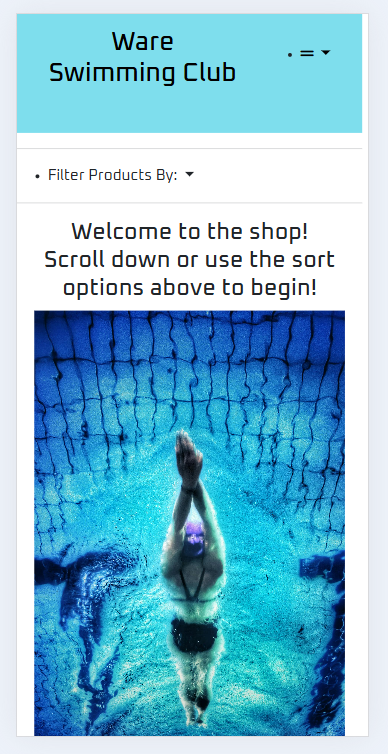 Ware
Swimming Club
Filter Products By:
Welcome to the shop!
Scroll down or use the sort
options above to begin!